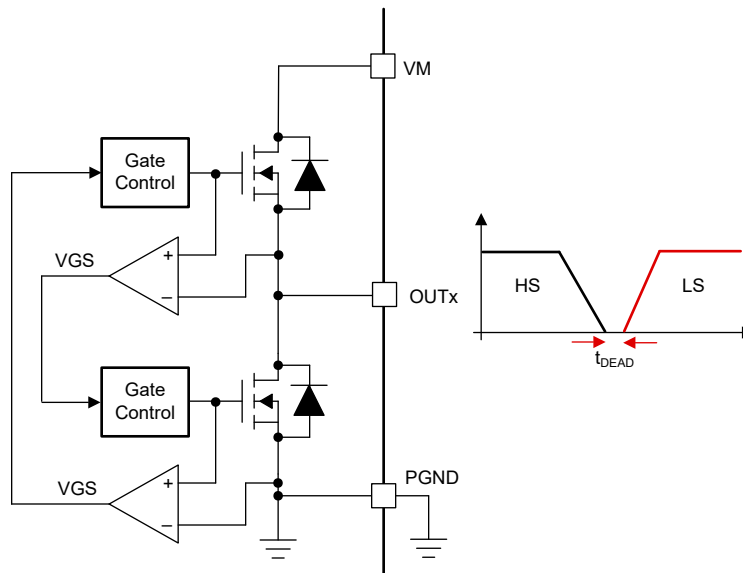 VM
Gate
Control
VGS
+
−
OUTx
HS
LS
tDEAD
Gate
Control
VGS
+
−
PGND